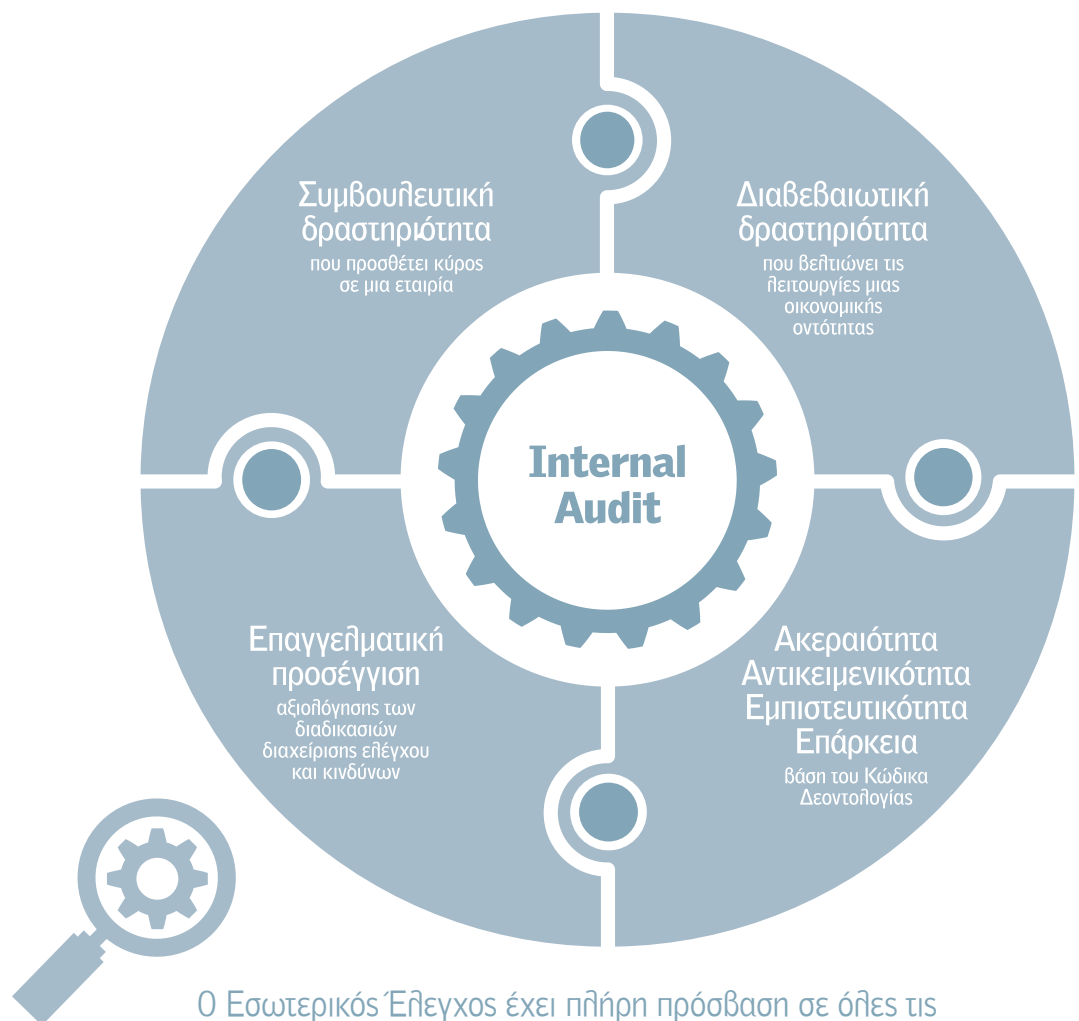 Συμβουλευτική
δραστηριότητα
που προσθέτει κύρος
σε μια εταιρία
Διαβεβαιωτική
δραστηριότητα
που βελτιώνει τις
λειτουργίες μιας
οικονομικής
οντότητας
Internal
Audit
Επαγγελματική
προσέγγιση
αξιολόγησης των
διαδικασιών
διαχείρισης ελέγχου
και κινδύνων
Ακεραιότητα
Αντικειμενικότητα
Εμπιστευτικότητα
Επάρκεια
βάση του Κώδικα
Δεοντολογίας
Ο Εσωτερικός Έλεγχος έχει πλήρη πρόσβαση σε όλες τις